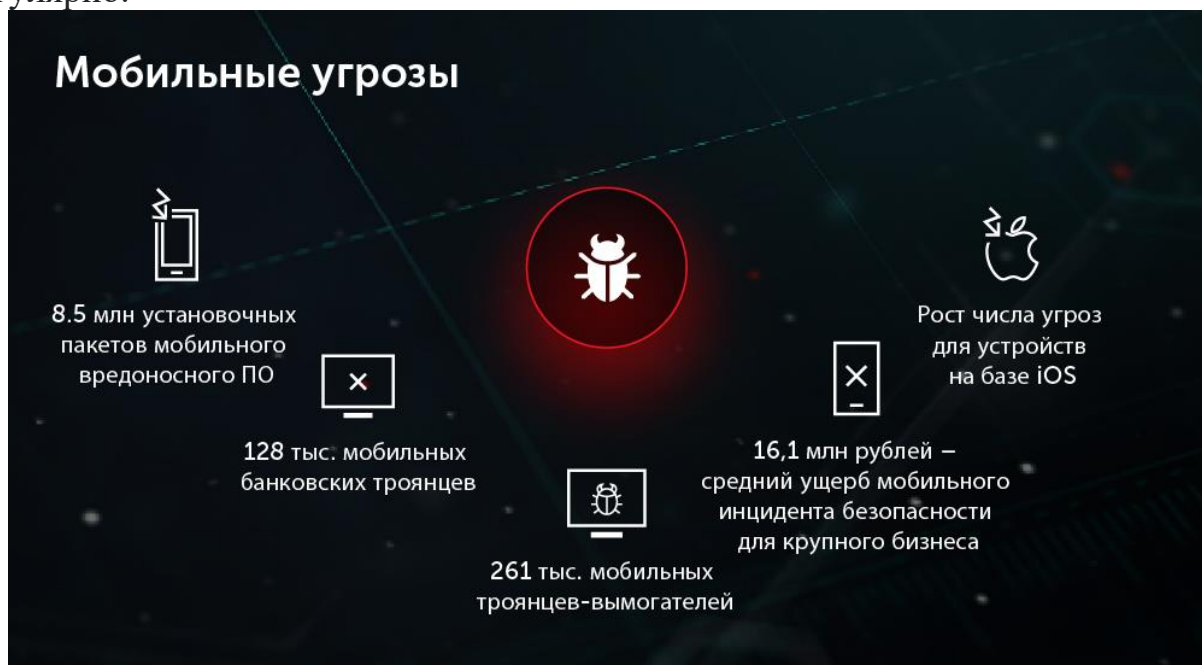 Мобильные угрозы
8.5 млн установочных
пакетов мобильного
вредоносного ПО
128 тыс. мобильных
банковских троянцев
261 тыс. мобильных
троянцев-вымогателей
16,1 млн рублей –
средний ущерб мобильного
инцидента безопасности
для крупного бизнеса
Рост числа угроз
для устройств
на базе iOS